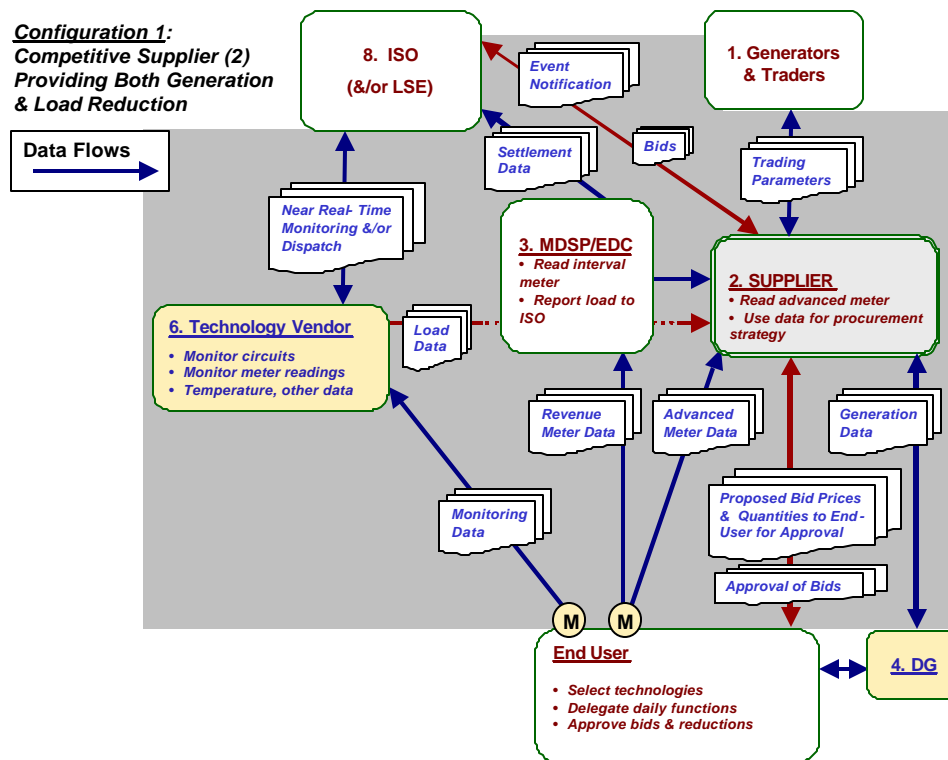 Configuration 1:
Competitive Supplier (2)
Providing Both Generation
& Load Reduction
Data Flows
8. ISO
(&/or LSE)
1. Generators
& Traders
Event
Notification
Bids
Settlement
Data
Trading
Parameters
Near Real- Time
Monitoring &/or
Dispatch
3. MDSP/EDC
• Read interval
meter
• Report load to
ISO
2. SUPPLIER
• Read advanced meter
• Use data for procurement
strategy
6. Technology Vendor
• Monitor circuits
• Monitor meter readings
• Temperature, other data
Load
Data
Revenue
Meter Data
Advanced
Meter Data
Generation
Data
Monitoring
Data
Proposed Bid Prices
& Quantities to End-
User for Approval
Approval of Bids
M
M
End User
• Select technologies
• Delegate daily functions
• Approve bids & reductions
4. DG